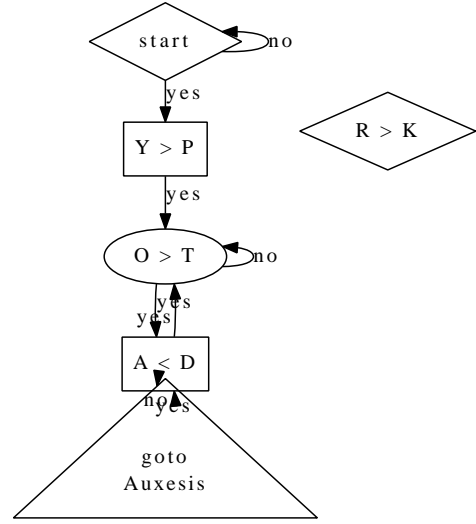 start
no
yes
Y > P
R > K
yes
O > T
no
yes
yes
A < D
no
yes
goto
Auxesis